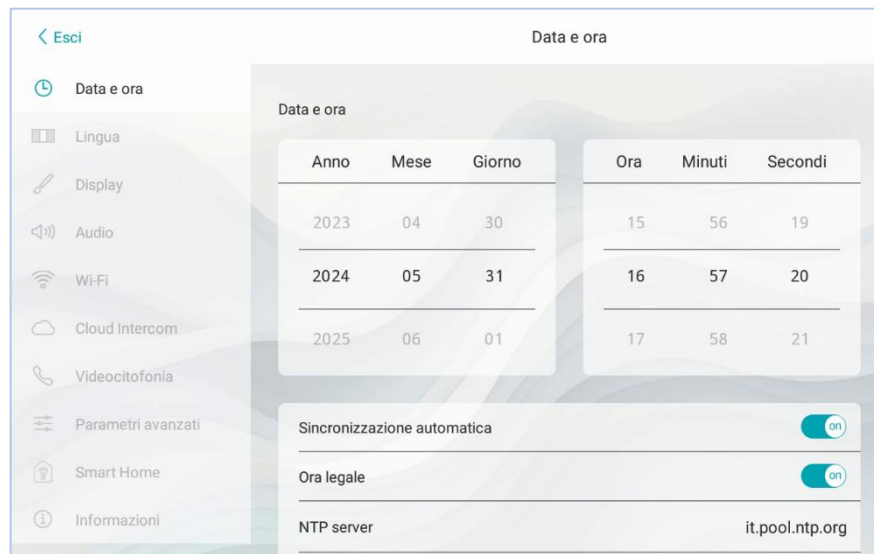 Esci
Data e ora
Data e ora
Lingua
Display
Audio
Wi-Fi
Cloud Intercom
Videocitofonia
Parametri avanzati
Smart Home
Informazioni
Data e ora
Anno Mese Giorno
2023 04 30
2024 05 31
2025 06 01
Ora Minuti Secondi
15 56 19
16 57 20
17 58 21
Sincronizzazione automatica on
Ora legale on
NTP server it.pool.ntp.org